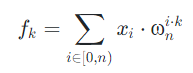 f_k = \sum_{i \in [0,n)} x_i \cdot \omega_n^{i \cdot k}